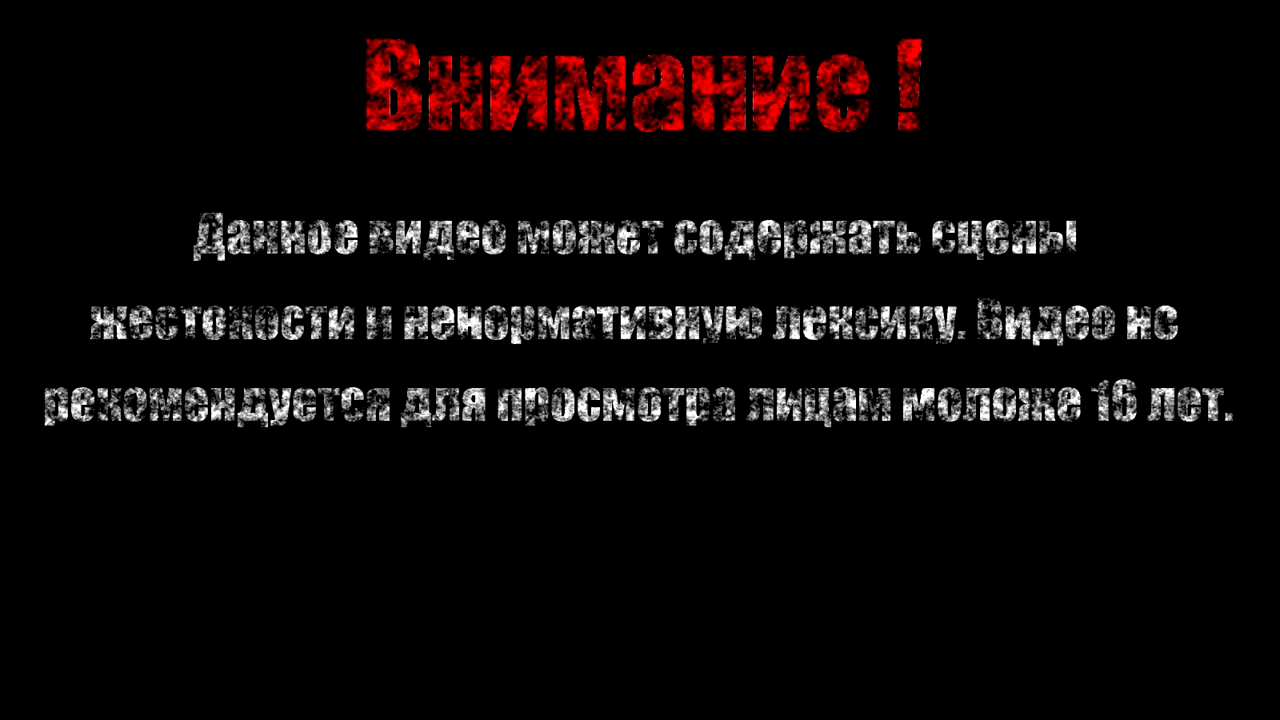 Внимание !
Данное видео может содержать сцены
жестокости и ненормативную лексику. Видео не
рекомендуется для просмотра лицам моложе 16 лет.